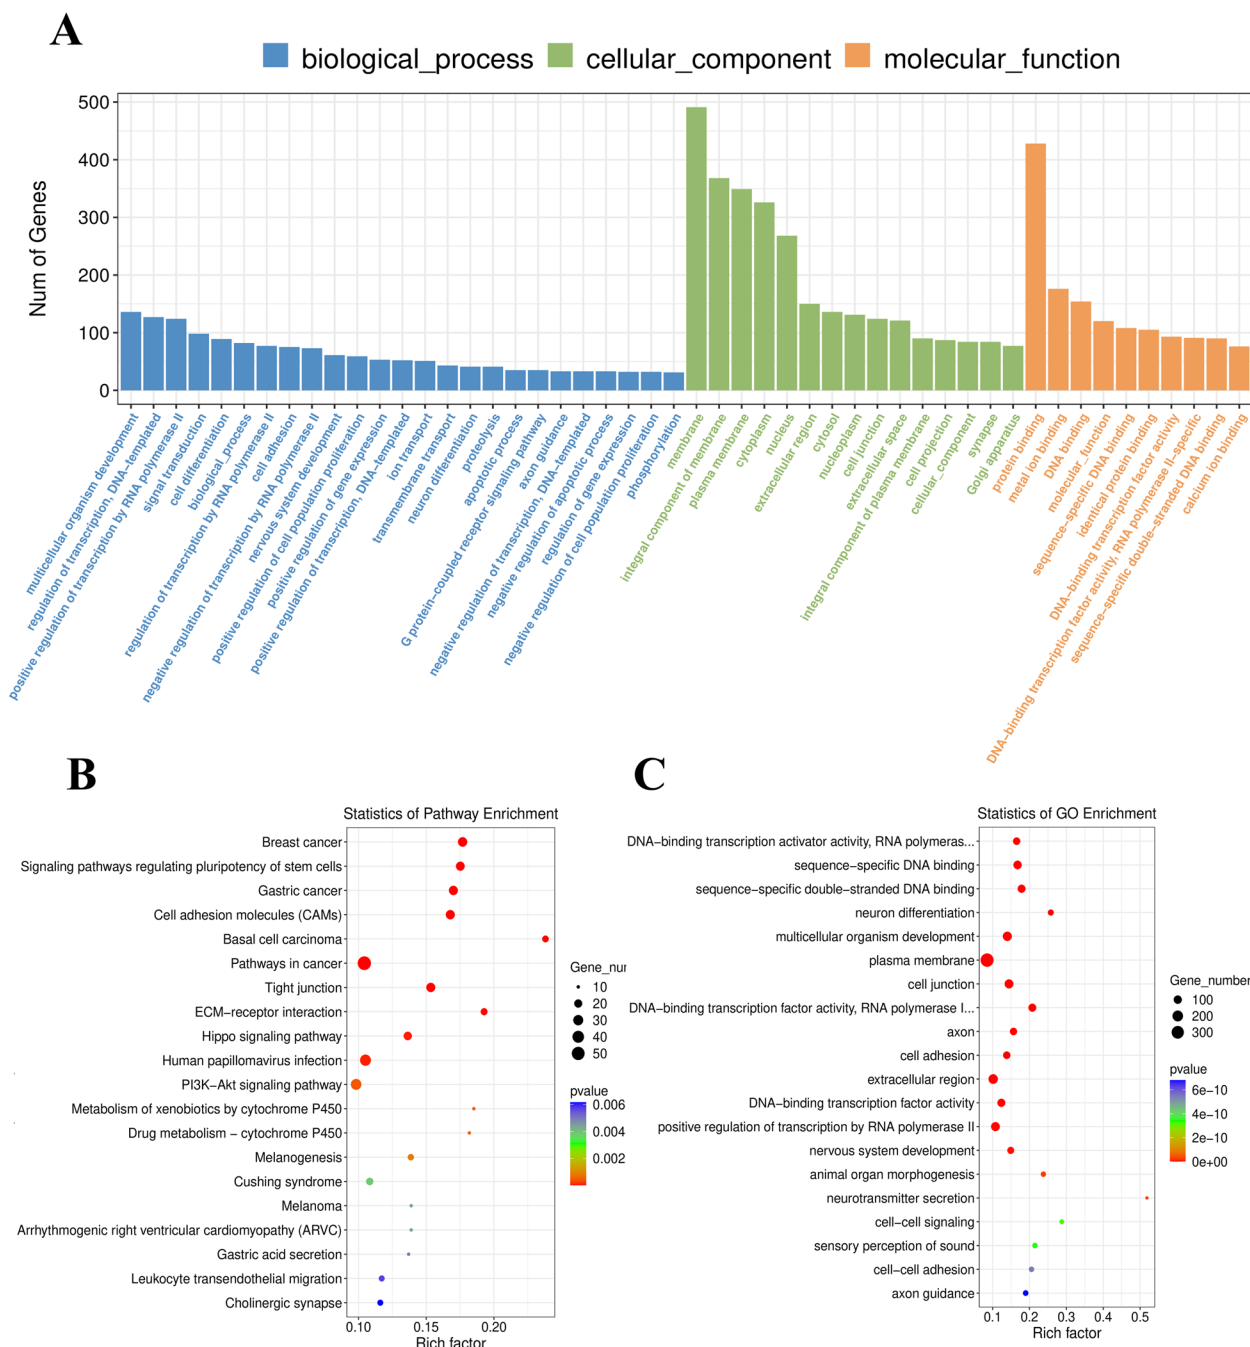 A
biological_process cellular_component molecular_function
Num of Genes
500
400
300
200
100
0
multicellular organism development
regulation of transcription, DNA−templated
positive regulation of transcription by RNA polymerase II
signal transduction
cell differentiation
biological_process
regulation of transcription by RNA polymerase II
cell adhesion
negative regulation of transcription by RNA polymerase II
nervous system development
positive regulation of cell population proliferation
positive regulation of gene expression
positive regulation of transcription, DNA−templated
ion transport
transmembrane transport
neuron differentiation
proteolysis
apoptotic process
G protein−coupled receptor signaling pathway
axon guidance
negative regulation of transcription, DNA−templated
negative regulation of apoptotic process
regulation of gene expression
negative regulation of cell population proliferation
phosphorylation
membrane
integral component of membrane
plasma membrane
cytoplasm
nucleus
extracellular region
cytosol
nucleoplasm
cell junction
extracellular space
integral component of plasma membrane
cell projection
cellular_component
synapse
Golgi apparatus
protein binding
metal ion binding
DNA binding
molecular_function
sequence−specific DNA binding
identical protein binding
DNA−binding transcription factor activity
DNA−binding transcription factor activity, RNA polymerase II−specific
sequence−specific double−stranded DNA binding
calcium ion binding
B
Statistics of Pathway Enrichment
Breast cancer
Signaling pathways regulating pluripotency of stem cells
Gastric cancer
Cell adhesion molecules (CAMs)
Basal cell carcinoma
Pathways in cancer
Tight junction
ECM−receptor interaction
Hippo signaling pathway
Human papillomavirus infection
PI3K−Akt signaling pathway
Metabolism of xenobiotics by cytochrome P450
Drug metabolism − cytochrome P450
Melanogenesis
Cushing syndrome
Melanoma
Arrhythmogenic right ventricular cardiomyopathy (ARVC)
Gastric acid secretion
Leukocyte transendothelial migration
Cholinergic synapse
0.10 0.15 0.20
Rich factor
Gene_nur
10
20
30
40
50
pvalue
0.006
0.004
0.002
C
Statistics of GO Enrichment
DNA−binding transcription activator activity, RNA polymeras...
sequence−specific DNA binding
sequence−specific double−stranded DNA binding
neuron differentiation
multicellular organism development
plasma membrane
cell junction
DNA−binding transcription factor activity, RNA polymerase I...
axon
cell adhesion
extracellular region
DNA−binding transcription factor activity
positive regulation of transcription by RNA polymerase II
nervous system development
animal organ morphogenesis
neurotransmitter secretion
cell−cell signaling
sensory perception of sound
cell−cell adhesion
axon guidance
0.1 0.2 0.3 0.4 0.5
Rich factor
Gene_number
100
200
300
pvalue
6e−10
4e−10
2e−10
0e+00